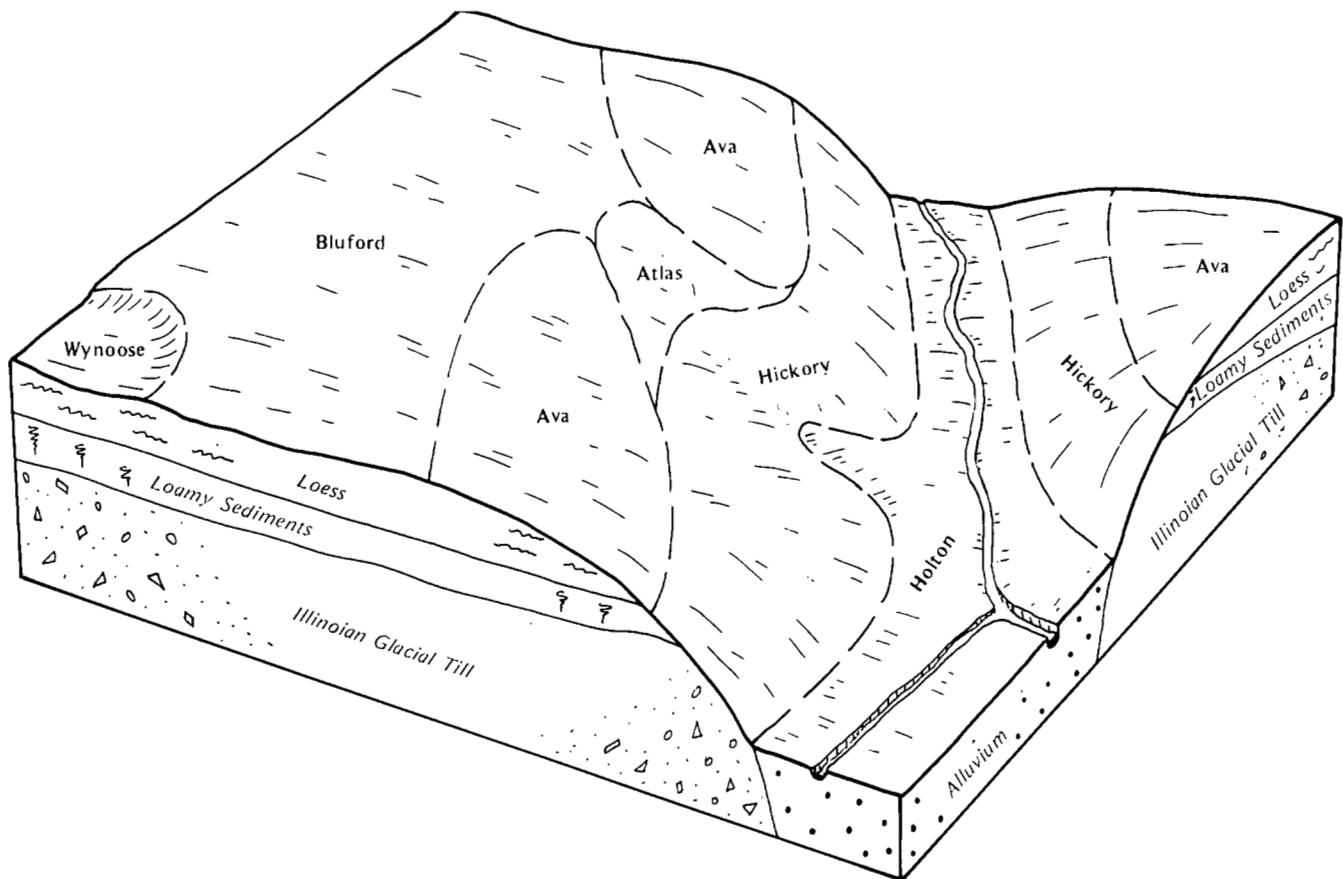 Ava
Ava
Bluford
Atlas
Loess
Wynoose
Hickory
Loamy Sediments
Hickory
Ava
Loess
Illinoian Glacial Till
Loamy Sediments
Holton
Illinoian Glacial Till
Alluvium